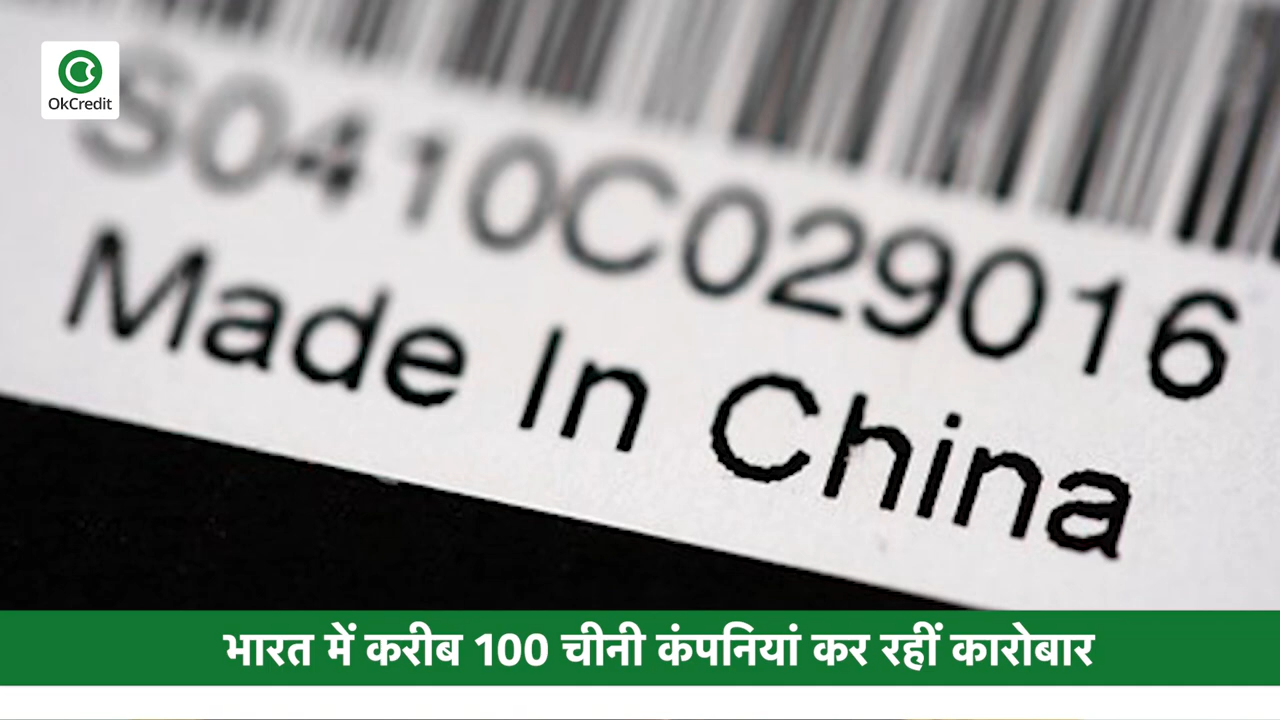 OkCredit
S0410C029016
Made In China
भारत में करीब 100 चीनी कंपनियां कर रहीं कारोबार